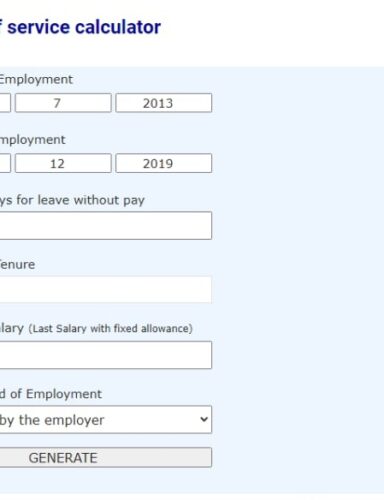 f service calculator
Employment
7 2013
mployment
12 2019
ys for leave without pay
Tenure
lary (Last Salary with fixed allowance)
d of Employment
by the employer
GENERATE